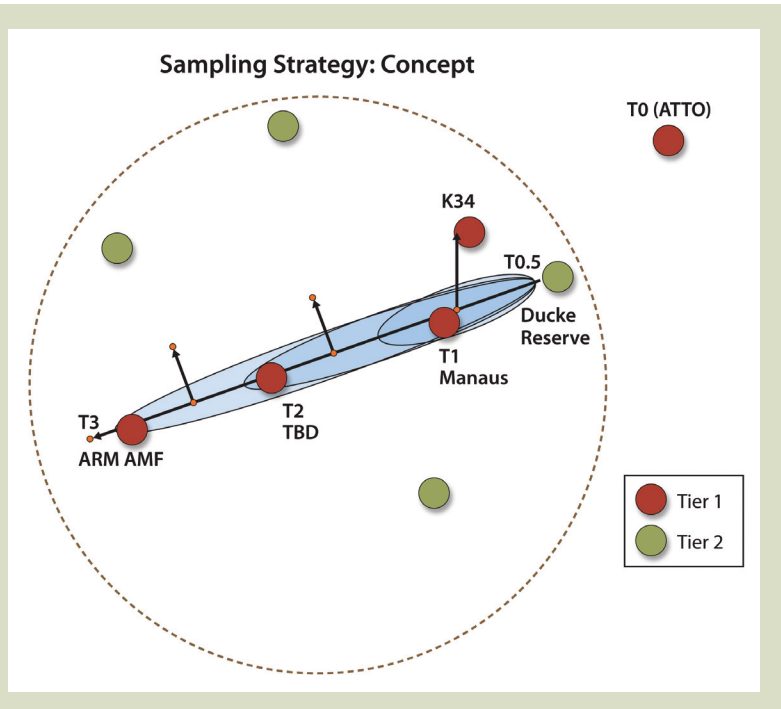 Sampling Strategy: Concept
T0 (ATTO)
K34
T0.5
Ducke
Reserve
T1
Manaus
T2
TBD
T3
ARM AMF
Tier 1
Tier 2